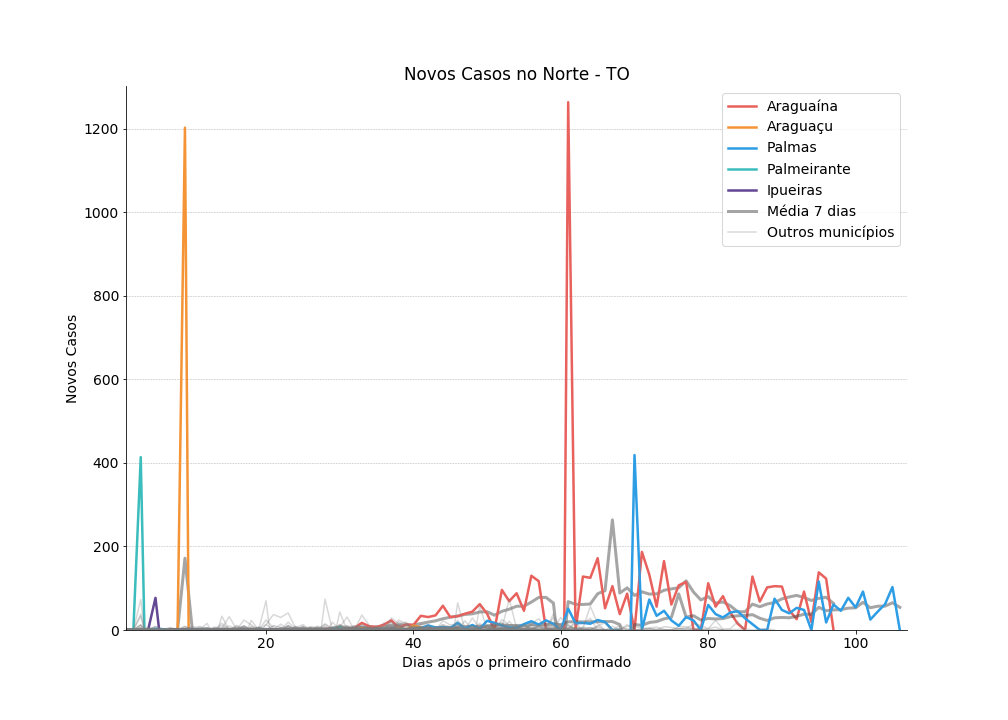 Novos Casos no Norte - TO
Araguaína
Araguaçu
Palmas
Palmeirante
Ipueiras
Média 7 dias
Outros municípios
Novos Casos
1200
1000
800
600
400
200
0
20
40
60
80
100
Dias após o primeiro confirmado